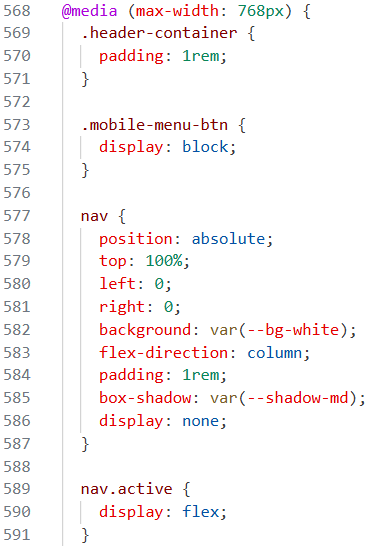 568 @media (max-width: 768px) {
569   .header-container {
570     padding: 1rem;
571   }
572
573   .mobile-menu-btn {
574     display: block;
575   }
576
577   nav {
578     position: absolute;
579     top: 100%;
580     left: 0;
581     right: 0;
582     background: var(--bg-white);
583     flex-direction: column;
584     padding: 1rem;
585     box-shadow: var(--shadow-md);
586     display: none;
587   }
588
589   nav.active {
590     display: flex;
591   }